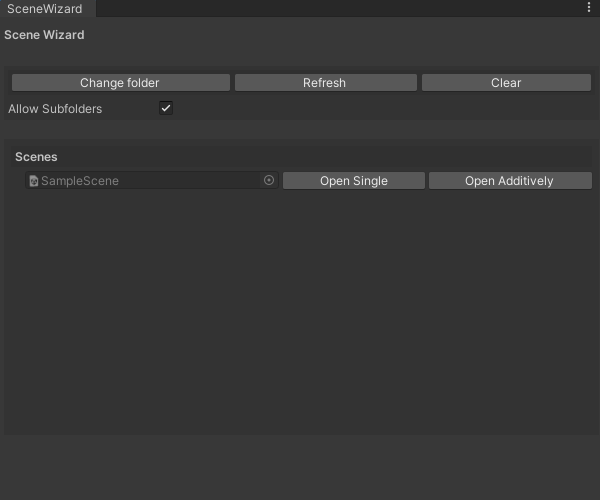 SceneWizard
Scene Wizard
Change folder Refresh Clear
Allow Subfolders
Scenes
SampleScene Open Single Open Additively